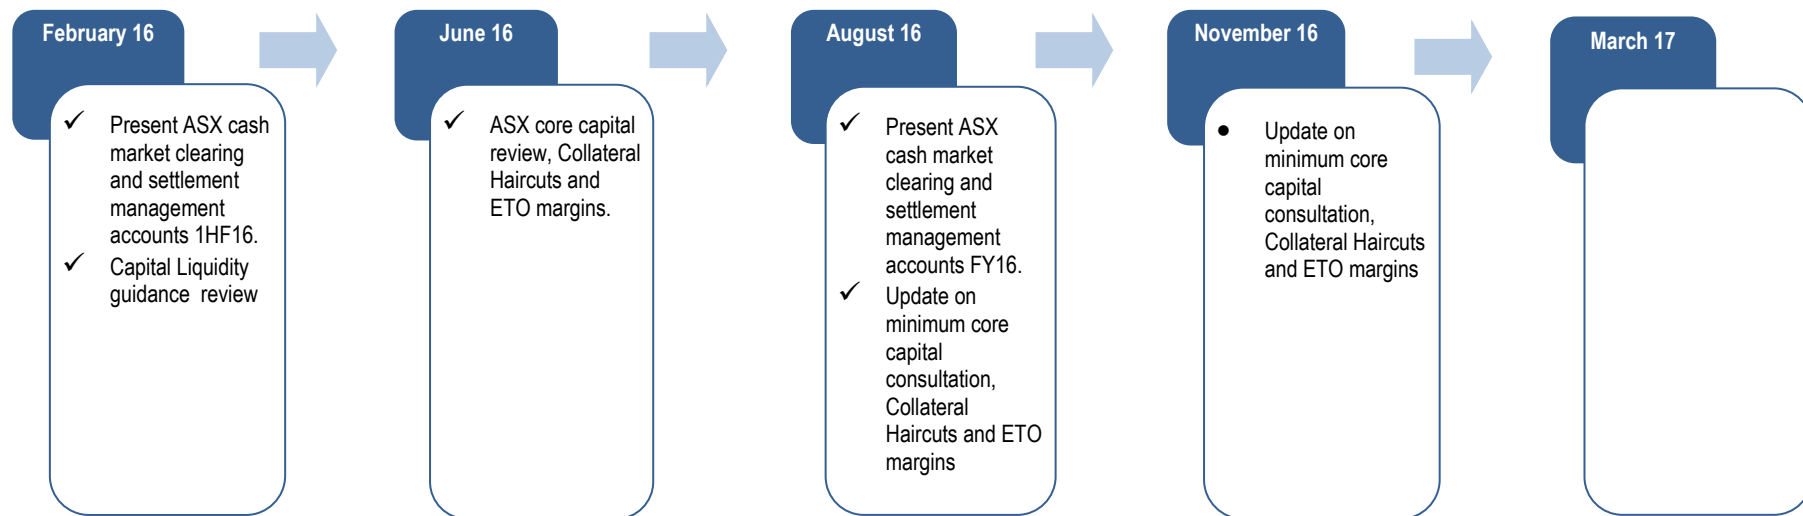 February 16
✓ Present ASX cash
market clearing
and settlement
management
accounts 1HF16.
✓ Capital Liquidity
guidance review
June 16
✓ ASX core capital
review, Collateral
Haircuts and
ETO margins.
August 16
✓ Present ASX
cash market
clearing and
settlement
management
accounts FY16.
✓ Update on
minimum core
capital
consultation,
Collateral
Haircuts and ETO
margins
November 16
• Update on
minimum core
capital
consultation,
Collateral Haircuts
and ETO margins
March 17